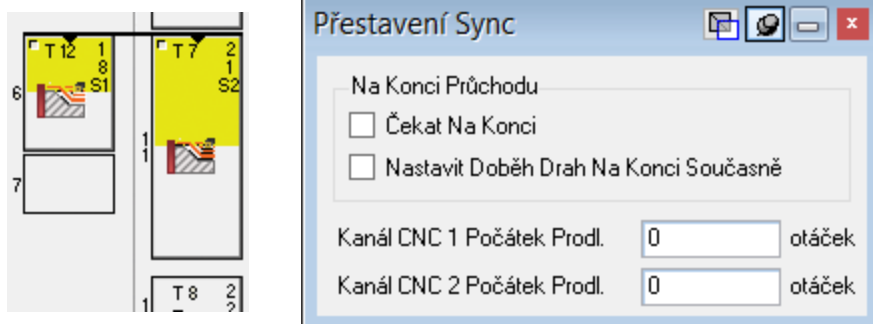 T 12 1
8
S1
6
7
T 7 2
1
S2
1
1
T 8 2
2
1
Přestavení Sync
Na Konci Průchodu
Čekat Na Konci
Nastavit Doběh Drah Na Konci Současně
Kanál CNC 1 Počátek Prodl. 0 otáček
Kanál CNC 2 Počátek Prodl. 0 otáček